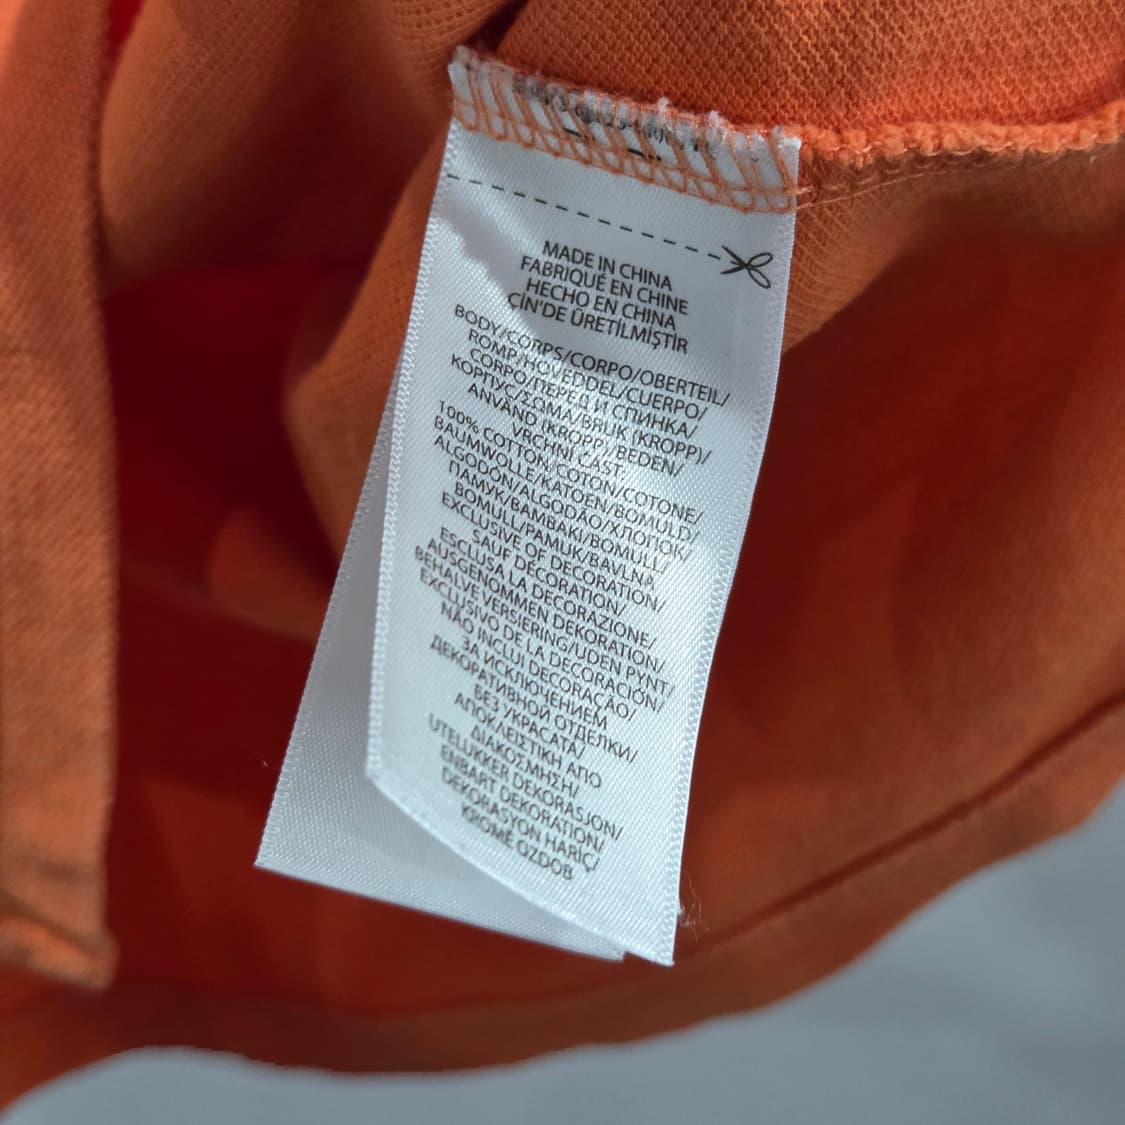 MADE IN CHINA
FABRIQUÉ EN CHINE
HECHO EN CHINA
ÇİN'DE ÜRETİLMİŞTİR
BODY/CORPS/CORPO/OBERTEIL/
ROMP/HOVEDDEL/CUERPO/
CORPO/ПЕРЕД И СПИНКА/
КОРПУС/ΣΩΜΑ/BRUK (KROPP)/
ANVÄND (KROPP)/BEDEN/
VRCHNÍ ČÁST
100% COTTON/COTON/COTONE/
BAUMWOLLE/KATOEN/BOMULD/
ALGODÓN/ALGODÃO/ХЛОПОК/
ПАМУК/BAMBAKI/BOMULL/
BOMULL/PAMUK/BAVLNA
EXCLUSIVE OF DECORATION/
SAUF DÉCORATION/
ESCLUSA LA DECORAZIONE/
AUSGENOMMEN DEKORATION/
BEHALVE VERSIERING/UDEN PYNT/
EXCLUSIVO DE LA DECORACIÓN/
NÃO INCLUI DECORAÇÃO/
ЗА ИСКЛЮЧЕНИЕМ
ДЕКОРАТИВНОЙ ОТДЕЛКИ/
БЕЗ /КРАСАТА/
ΑΠΟΚΛΕΙΣΤΙΚΗ ΑΠΟ
ΔΙΑΚΟΣΜΗΣΗ/
UTELUKKER DEKORASJON/
ENBART DEKORATION/
DEKORASYON HARİÇ/
KROMĚ OZDOB